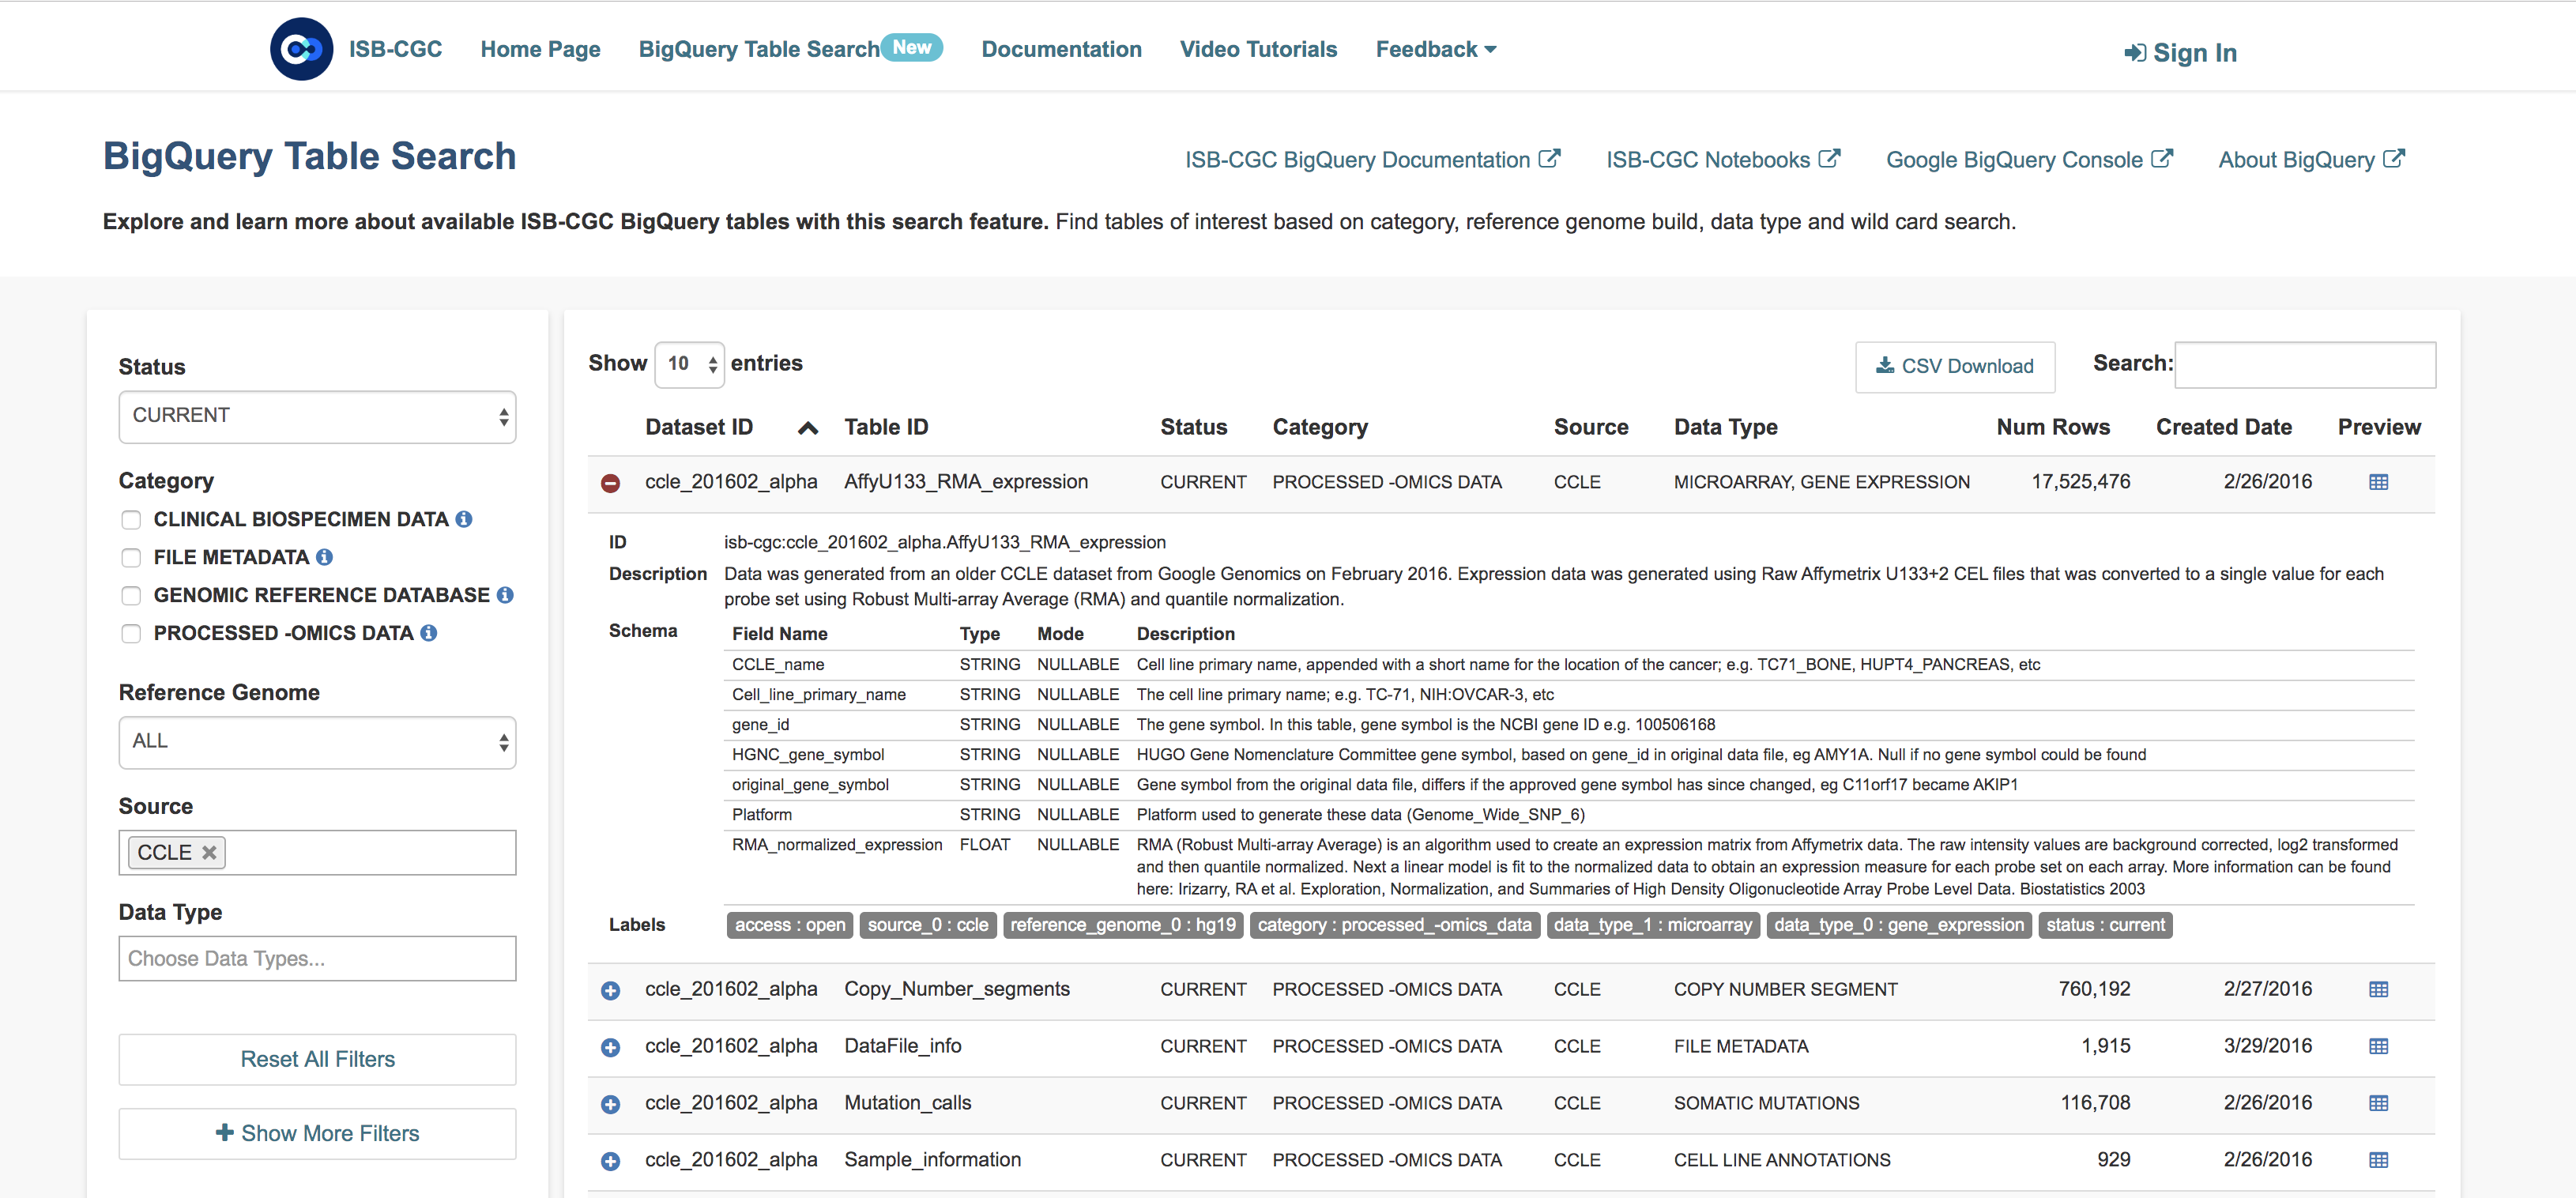 ISB-CGC Home Page BigQuery Table Search New Documentation Video Tutorials Feedback Sign In
BigQuery Table Search
ISB-CGC BigQuery Documentation ISB-CGC Notebooks Google BigQuery Console About BigQuery
Explore and learn more about available ISB-CGC BigQuery tables with this search feature. Find tables of interest based on category, reference genome build, data type and wild card search.
Status
CURRENT
Category
CLINICAL BIOSPECIMEN DATA
FILE METADATA
GENOMIC REFERENCE DATABASE
PROCESSED -OMICS DATA
Reference Genome
ALL
Source
CCLE
Data Type
Choose Data Types...
Reset All Filters
Show More Filters
Show 10 entries
CSV Download
Search:
Dataset ID Table ID Status Category Source Data Type Num Rows Created Date Preview
ccle_201602_alpha AffyU133_RMA_expression CURRENT PROCESSED -OMICS DATA CCLE MICROARRAY, GENE EXPRESSION 17,525,476 2/26/2016
ID isb-cgc:ccle_201602_alpha.AffyU133_RMA_expression
Description Data was generated from an older CCLE dataset from Google Genomics on February 2016. Expression data was generated using Raw Affymetrix U133+2 CEL files that was converted to a single value for each
probe set using Robust Multi-array Average (RMA) and quantile normalization.
Schema Field Name Type Mode Description
CCLE_name STRING NULLABLE Cell line primary name, appended with a short name for the location of the cancer; e.g. TC71_BONE, HUPT4_PANCREAS, etc
Cell_line_primary_name STRING NULLABLE The cell line primary name; e.g. TC-71, NIH:OVCAR-3, etc
gene_id STRING NULLABLE The gene symbol. In this table, gene symbol is the NCBI gene ID e.g. 100506168
HGNC_gene_symbol STRING NULLABLE HUGO Gene Nomenclature Committee gene symbol, based on gene_id in original data file, eg AMY1A. Null if no gene symbol could be found
original_gene_symbol STRING NULLABLE Gene symbol from the original data file, differs if the approved gene symbol has since changed, eg C11orf17 became AKIP1
Platform STRING NULLABLE Platform used to generate these data (Genome_Wide_SNP_6)
RMA_normalized_expression FLOAT NULLABLE RMA (Robust Multi-array Average) is an algorithm used to create an expression matrix from Affymetrix data. The raw intensity values are background corrected, log2 transformed
and then quantile normalized. Next a linear model is fit to the normalized data to obtain an expression measure for each probe set on each array. More information can be found
here: Irizarry, RA et al. Exploration, Normalization, and Summaries of High Density Oligonucleotide Array Probe Level Data. Biostatistics 2003
Labels access : open source_0 : ccle reference_genome_0 : hg19 category : processed_-omics_data data_type_1 : microarray data_type_0 : gene_expression status : current
ccle_201602_alpha Copy_Number_segments CURRENT PROCESSED -OMICS DATA CCLE COPY NUMBER SEGMENT 760,192 2/27/2016
ccle_201602_alpha DataFile_info CURRENT PROCESSED -OMICS DATA CCLE FILE METADATA 1,915 3/29/2016
ccle_201602_alpha Mutation_calls CURRENT PROCESSED -OMICS DATA CCLE SOMATIC MUTATIONS 116,708 2/26/2016
ccle_201602_alpha Sample_information CURRENT PROCESSED -OMICS DATA CCLE CELL LINE ANNOTATIONS 929 2/26/2016